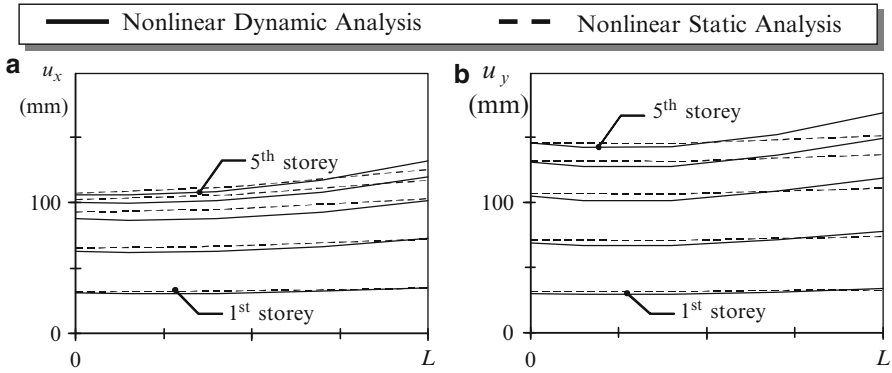 Nonlinear Dynamic Analysis
Nonlinear Static Analysis
a
u_x
(mm)
5th storey
100
1st storey
0
0
L
b
u_y
(mm)
5th storey
100
1st storey
0
0
L